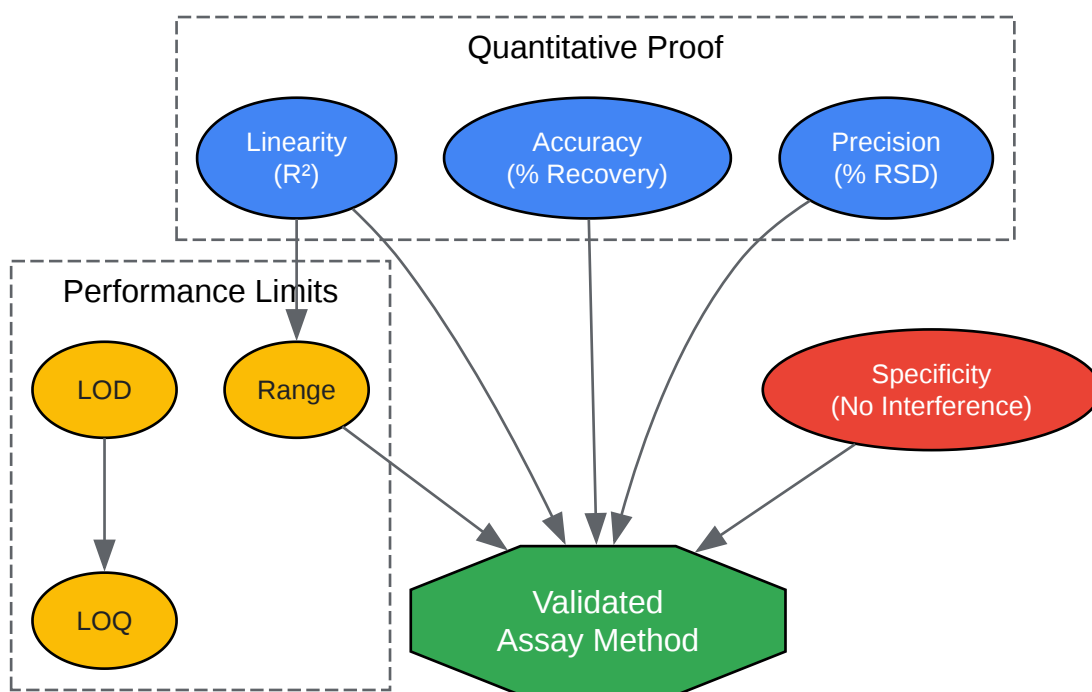 Quantitative Proof
Linearity
(R²)
Accuracy
(% Recovery)
Precision
(% RSD)
Performance Limits
LOD
Range
Specificity
(No Interference)
LOQ
Validated
Assay Method